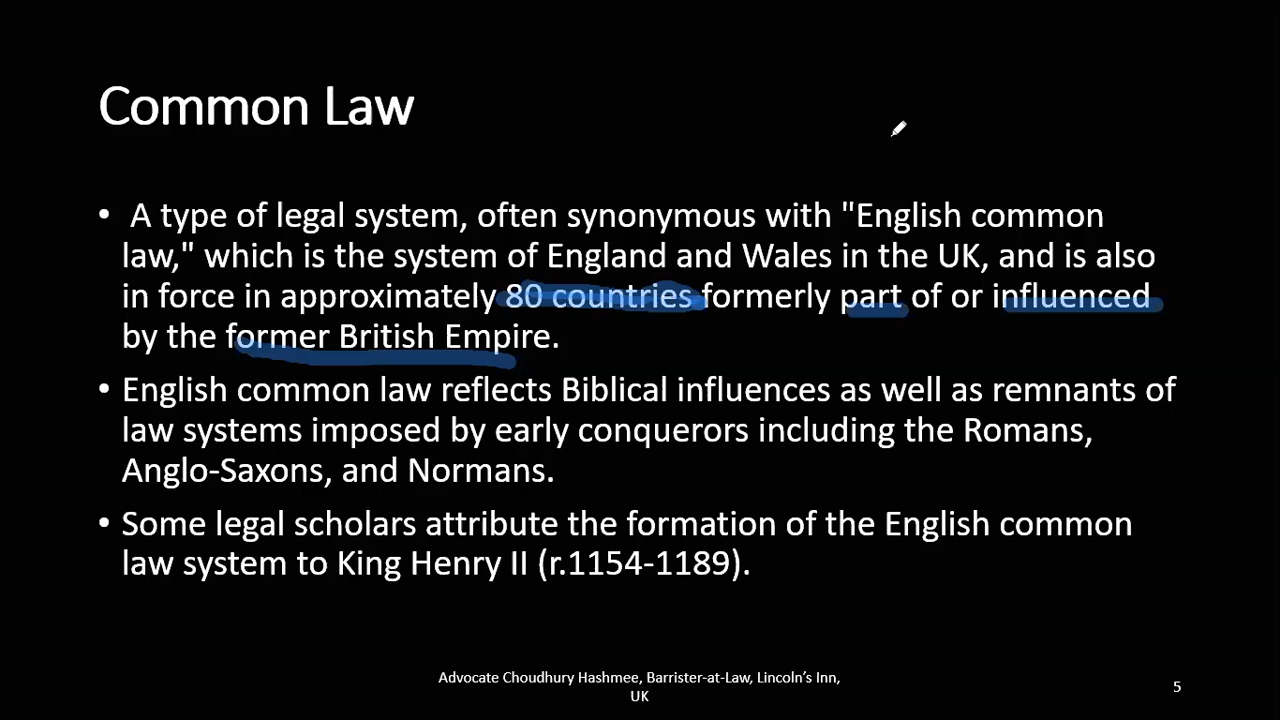 Common Law
• A type of legal system, often synonymous with "English common
law," which is the system of England and Wales in the UK, and is also
in force in approximately 80 countries formerly part of or influenced
by the former British Empire.
• English common law reflects Biblical influences as well as remnants of
law systems imposed by early conquerors including the Romans,
Anglo-Saxons, and Normans.
• Some legal scholars attribute the formation of the English common
law system to King Henry II (r.1154-1189).
Advocate Choudhury Hashmee, Barrister-at-Law, Lincoln’s Inn,
UK
5